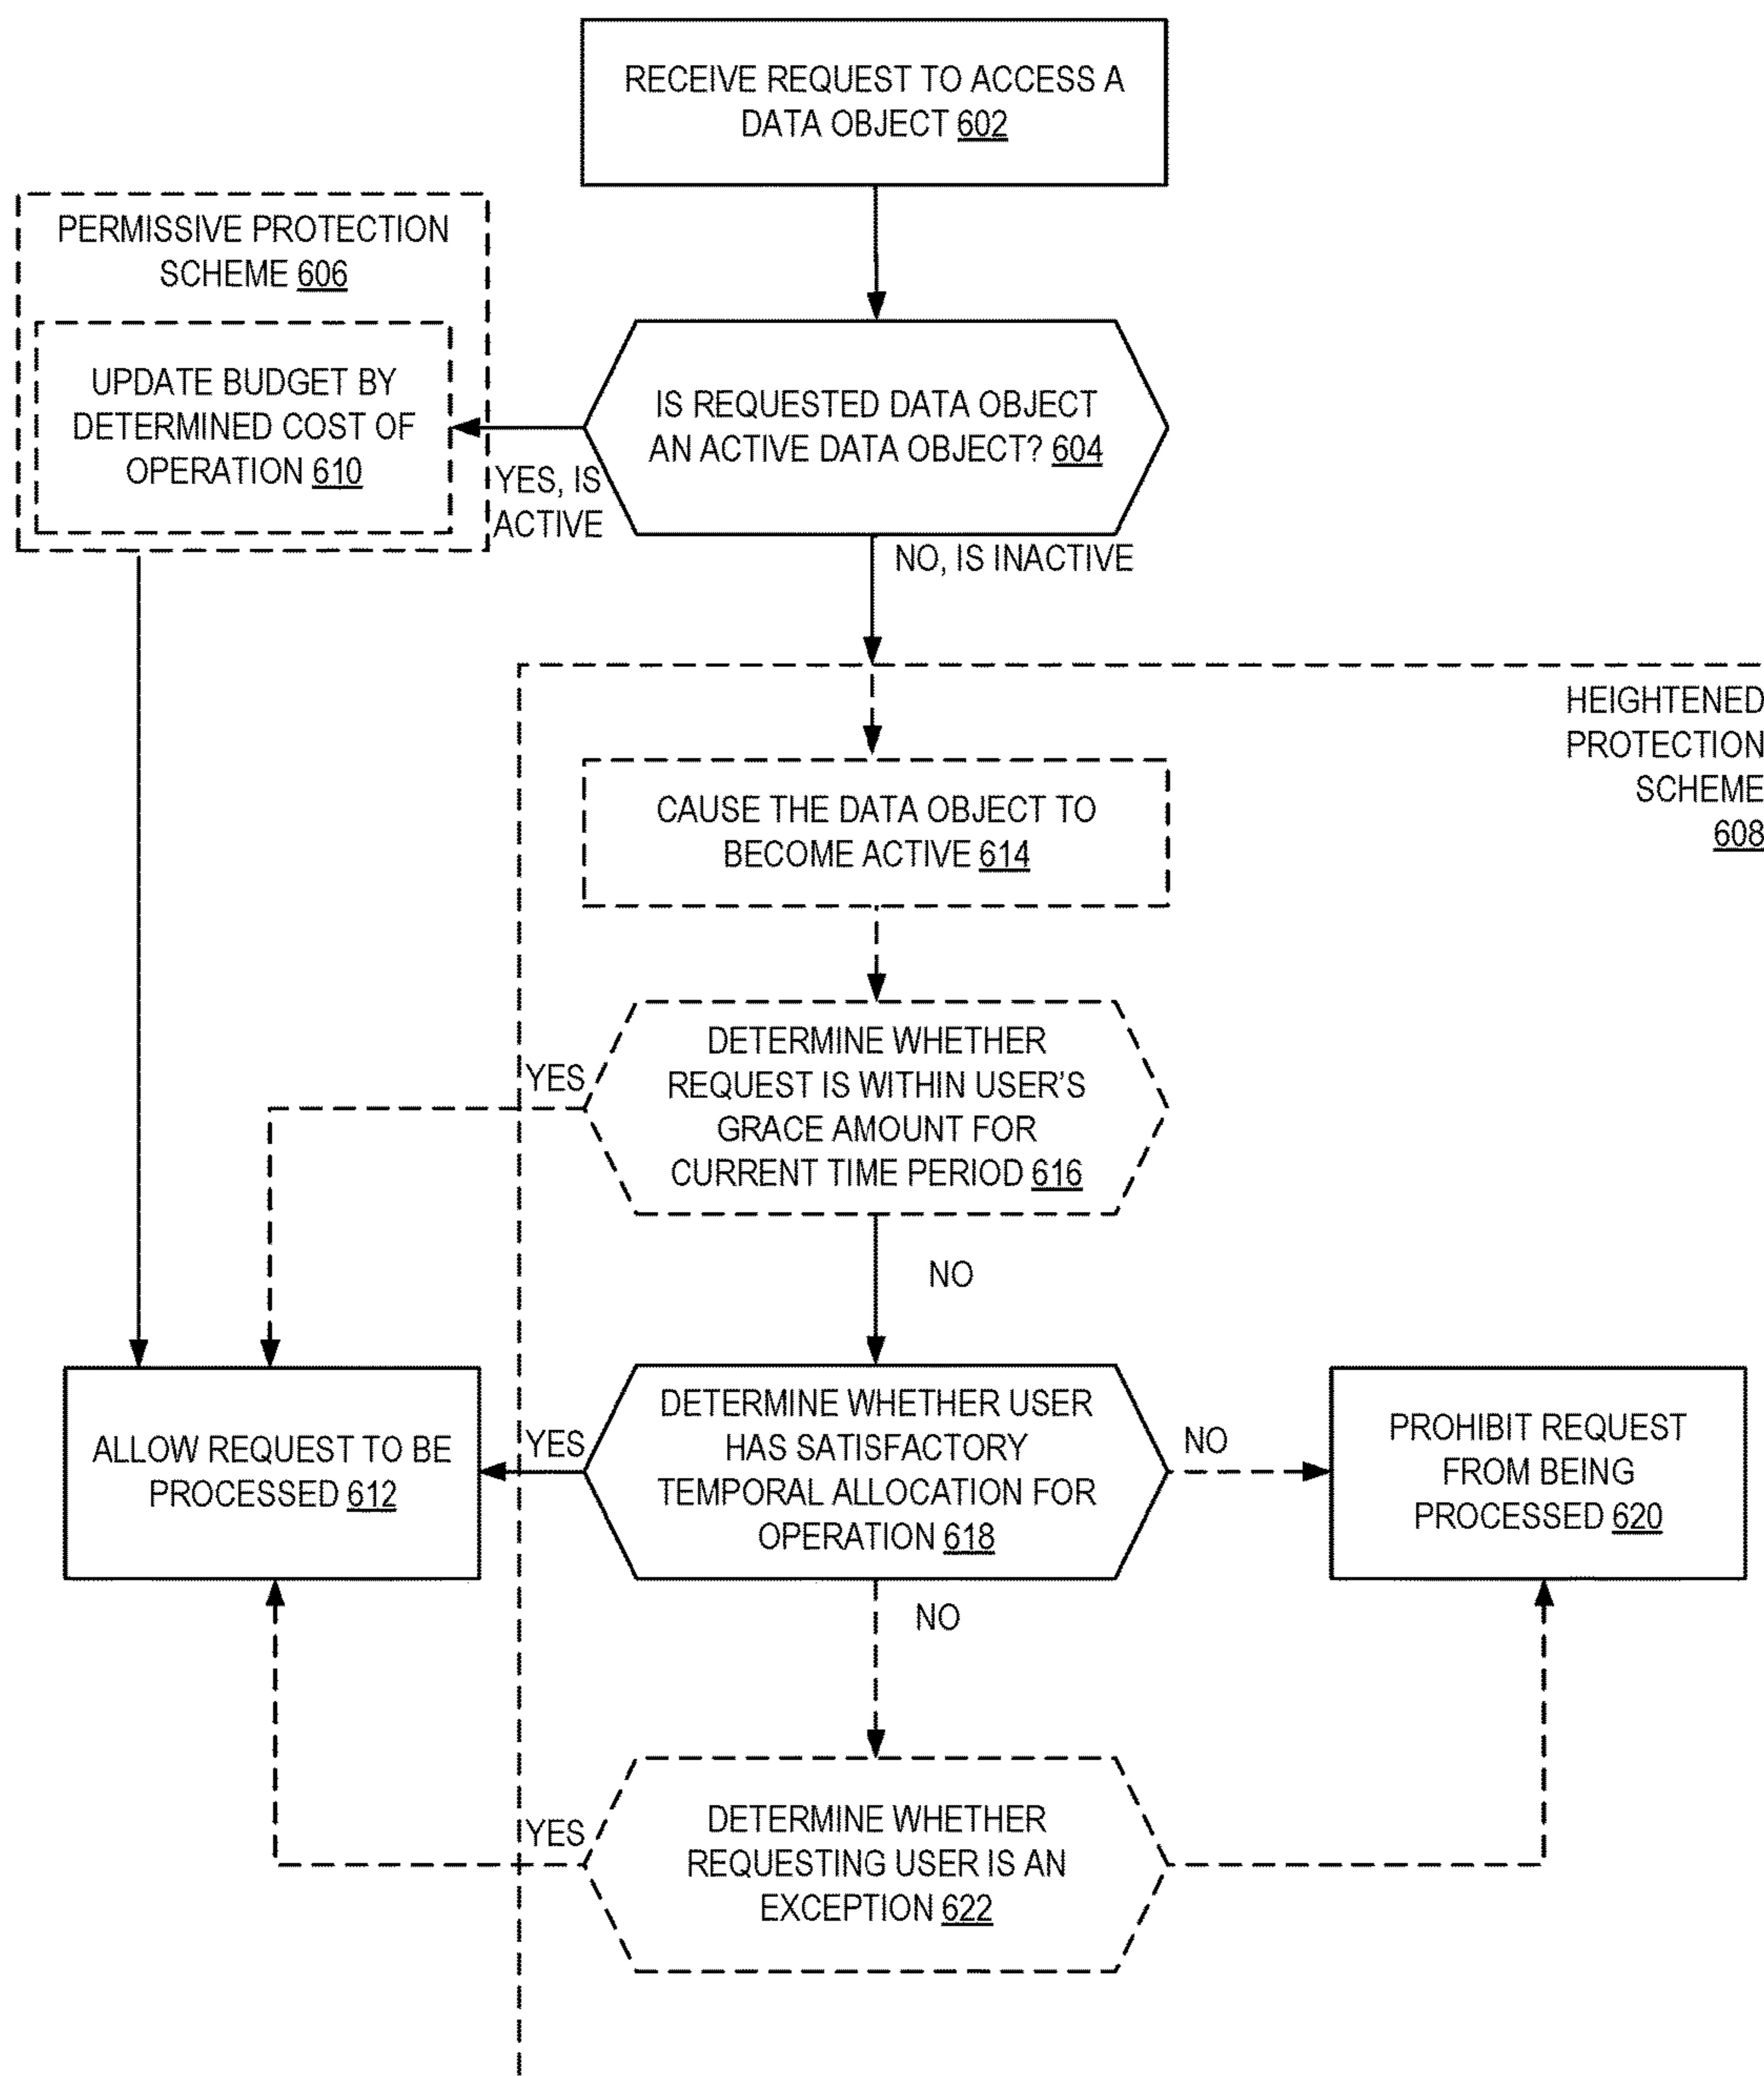 RECEIVE REQUEST TO ACCESS A
DATA OBJECT 602
PERMISSIVE PROTECTION
SCHEME 606
UPDATE BUDGET BY
DETERMINED COST OF
OPERATION 610
IS REQUESTED DATA OBJECT
AN ACTIVE DATA OBJECT? 604
YES, IS
ACTIVE
NO, IS INACTIVE
HEIGHTENED
PROTECTION
SCHEME
608
CAUSE THE DATA OBJECT TO
BECOME ACTIVE 614
DETERMINE WHETHER
REQUEST IS WITHIN USER'S
GRACE AMOUNT FOR
CURRENT TIME PERIOD 616
YES
NO
ALLOW REQUEST TO BE
PROCESSED 612
YES
DETERMINE WHETHER USER
HAS SATISFACTORY
TEMPORAL ALLOCATION FOR
OPERATION 618
NO
PROHIBIT REQUEST
FROM BEING
PROCESSED 620
NO
YES
DETERMINE WHETHER
REQUESTING USER IS AN
EXCEPTION 622